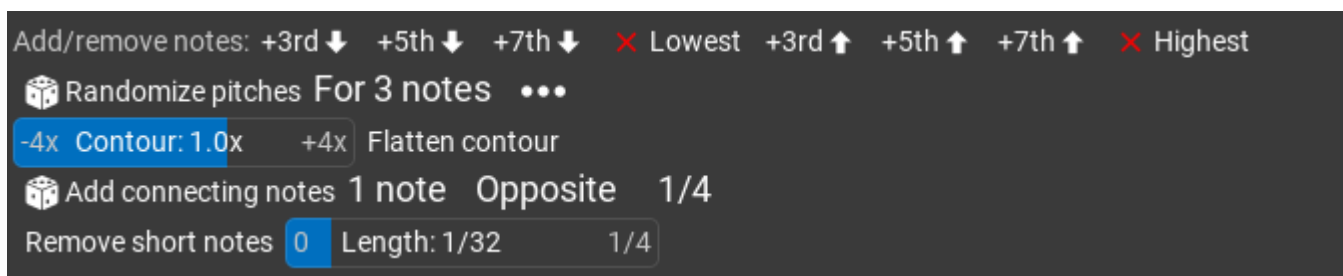 Add/remove notes: +3rd ⬇ +5th ⬇ +7th ⬇ ✕ Lowest +3rd ⬆ +5th ⬆ +7th ⬆ ✕ Highest
Randomize pitches For 3 notes •••
-4x Contour: 1.0x +4x Flatten contour
Add connecting notes 1 note Opposite 1/4
Remove short notes 0 Length: 1/32 1/4